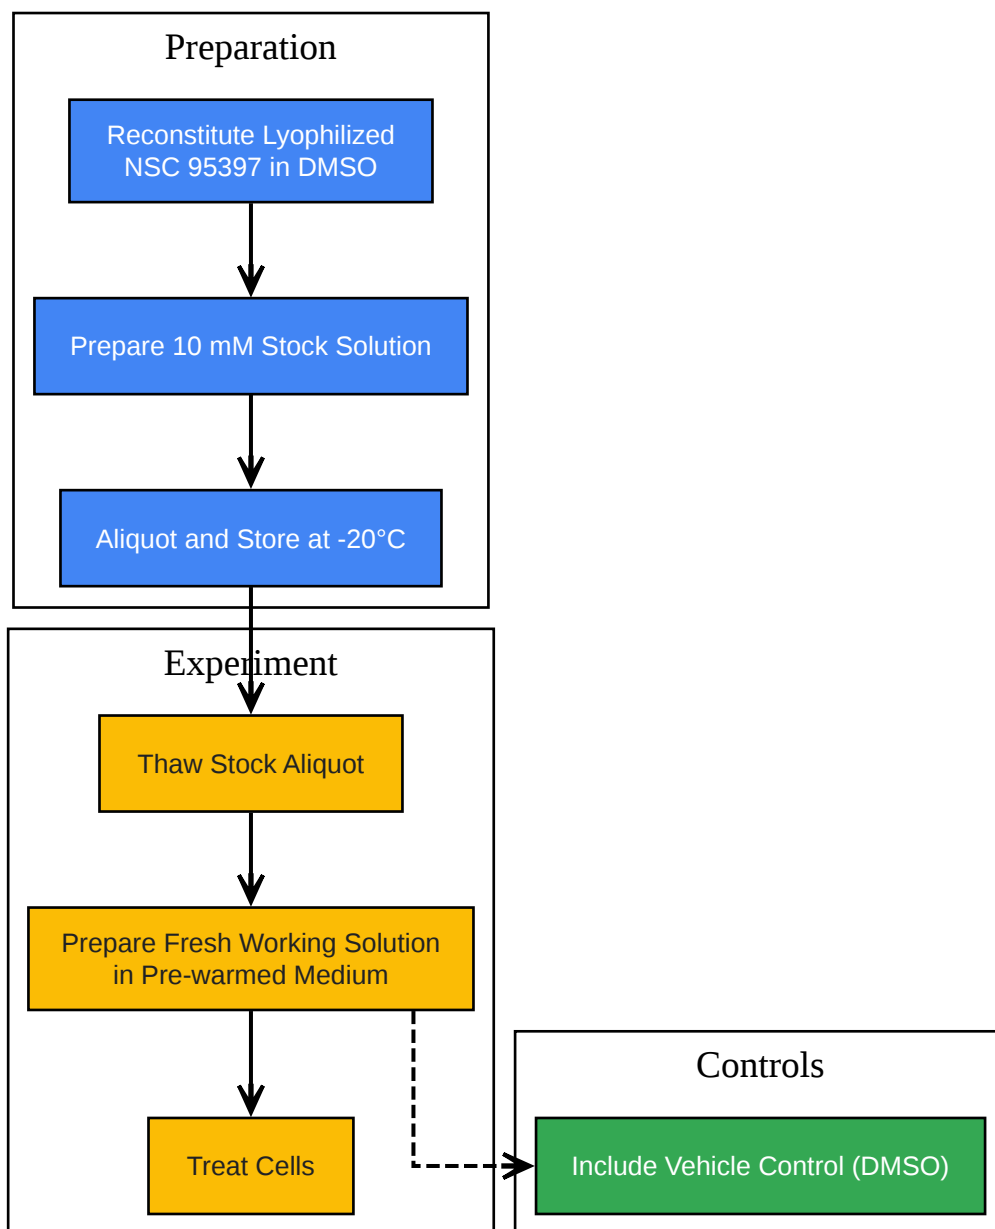 Preparation
Reconstitute Lyophilized
NSC 95397 in DMSO
Prepare 10 mM Stock Solution
Aliquot and Store at -20°C
Experiment
Thaw Stock Aliquot
Prepare Fresh Working Solution
in Pre-warmed Medium
Treat Cells
Controls
Include Vehicle Control (DMSO)